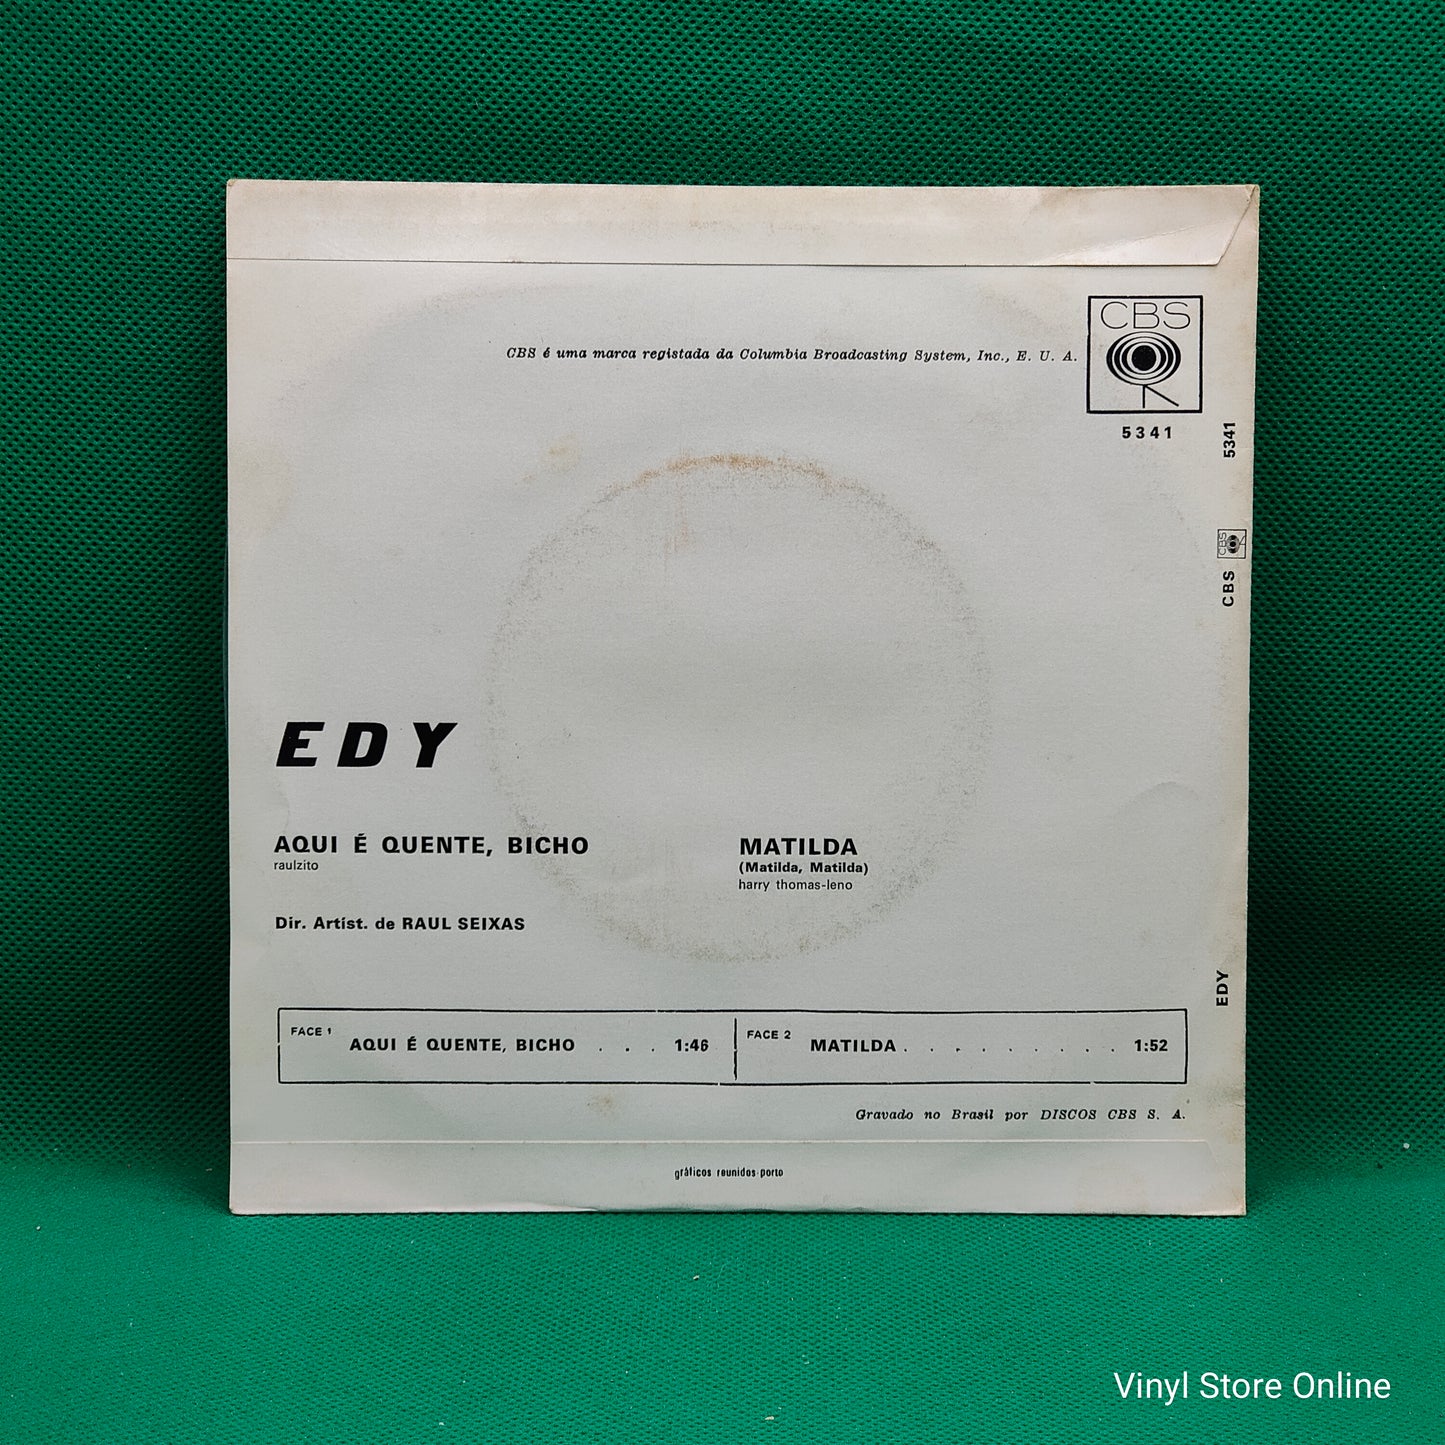 CBS
CBS é uma marca registada da Columbia Broadcasting System, Inc., E. U. A.
5341
5341
CBS
CBS
EDY
EDY
AQUI É QUENTE, BICHO
raulzito
MATILDA
(Matilda, Matilda)
harry thomas-leno
Dir. Artíst. de RAUL SEIXAS
FACE 1 AQUI É QUENTE, BICHO . . . 1:46
FACE 2 MATILDA . . . . . . . . . . 1:52
Gravado no Brasil por DISCOS CBS S. A.
gráficos reunidos-porto
Vinyl Store Online